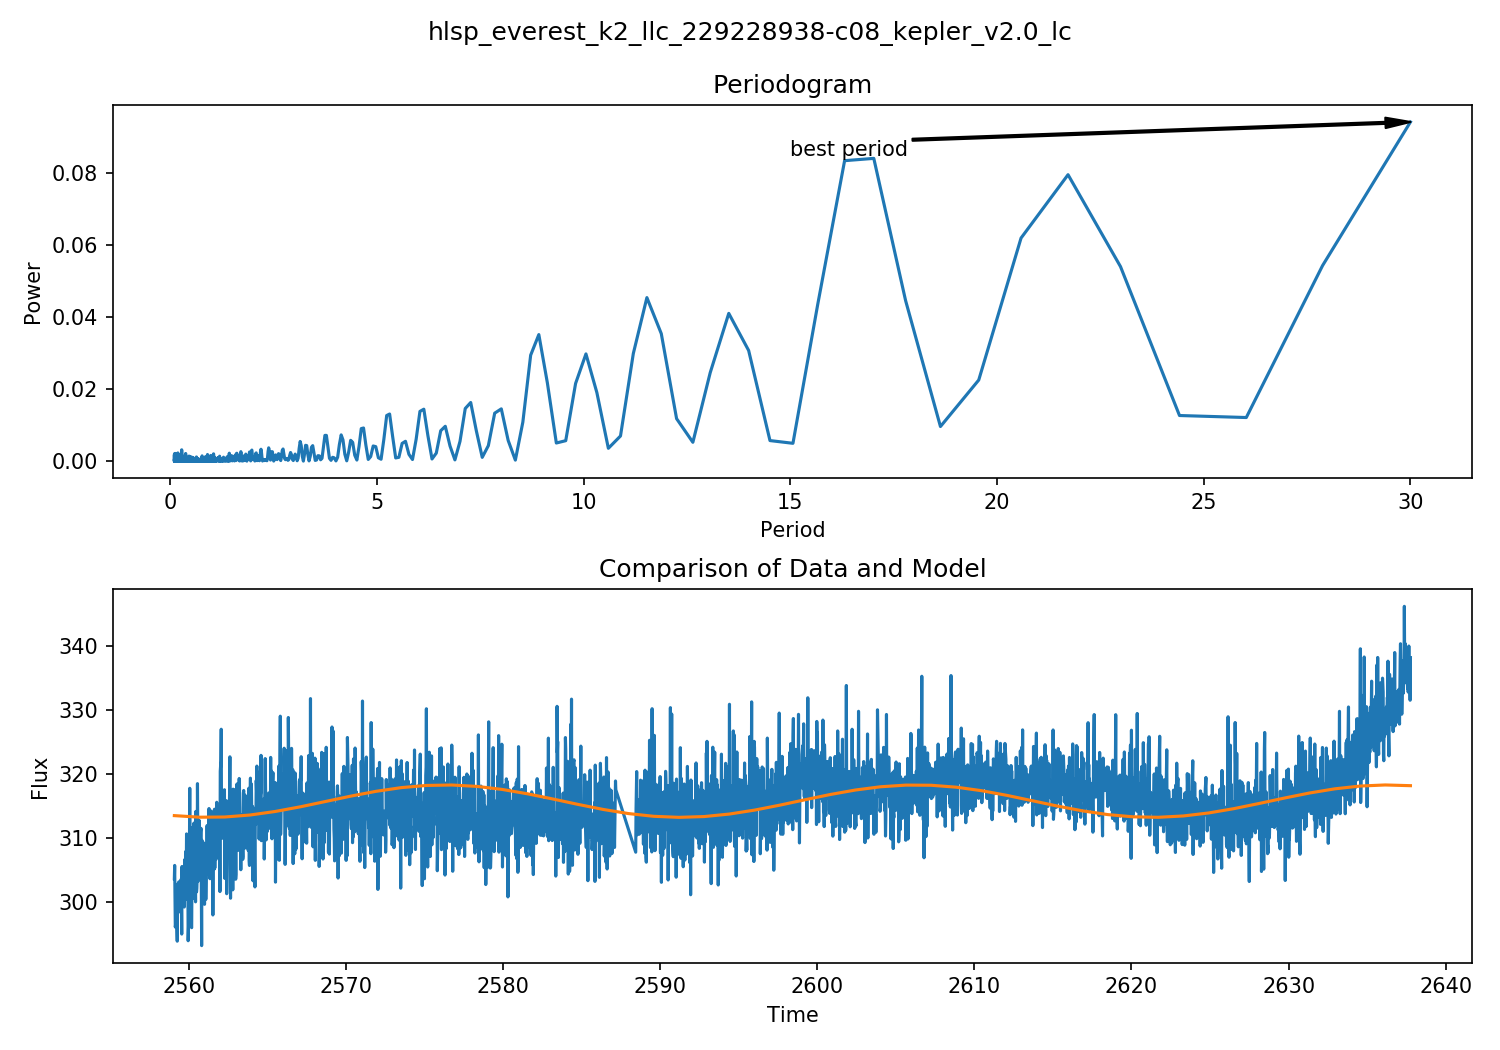 hlsp_everest_k2_llc_229228938-c08_kepler_v2.0_lc
Periodogram
best period
Power
0.08
0.06
0.04
0.02
0.00
0 5 10 15 20 25 30
Period
Comparison of Data and Model
Flux
340
330
320
310
300
2560 2570 2580 2590 2600 2610 2620 2630 2640
Time